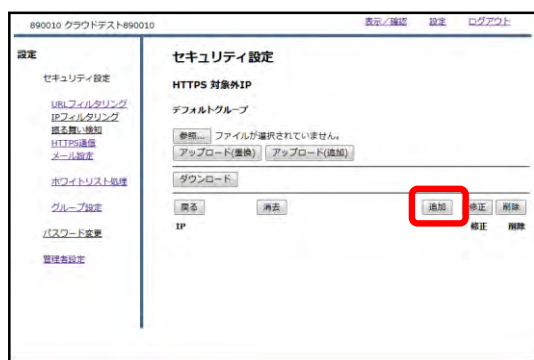 890010 クラウドテスト890010
表示／確認 設定 ログアウト
設定
セキュリティ設定
URLフィルタリング
IPフィルタリング
振る舞い検知
HTTPS通信
メール設定
ホワイトリスト処理
グループ設定
パスワード変更
管理者設定
セキュリティ設定
HTTPS 対象外IP
デフォルトグループ
参照... ファイルが選択されていません。
アップロード(置換) アップロード(追加)
ダウンロード
戻る 消去 追加 修正 削除
IP 修正 削除